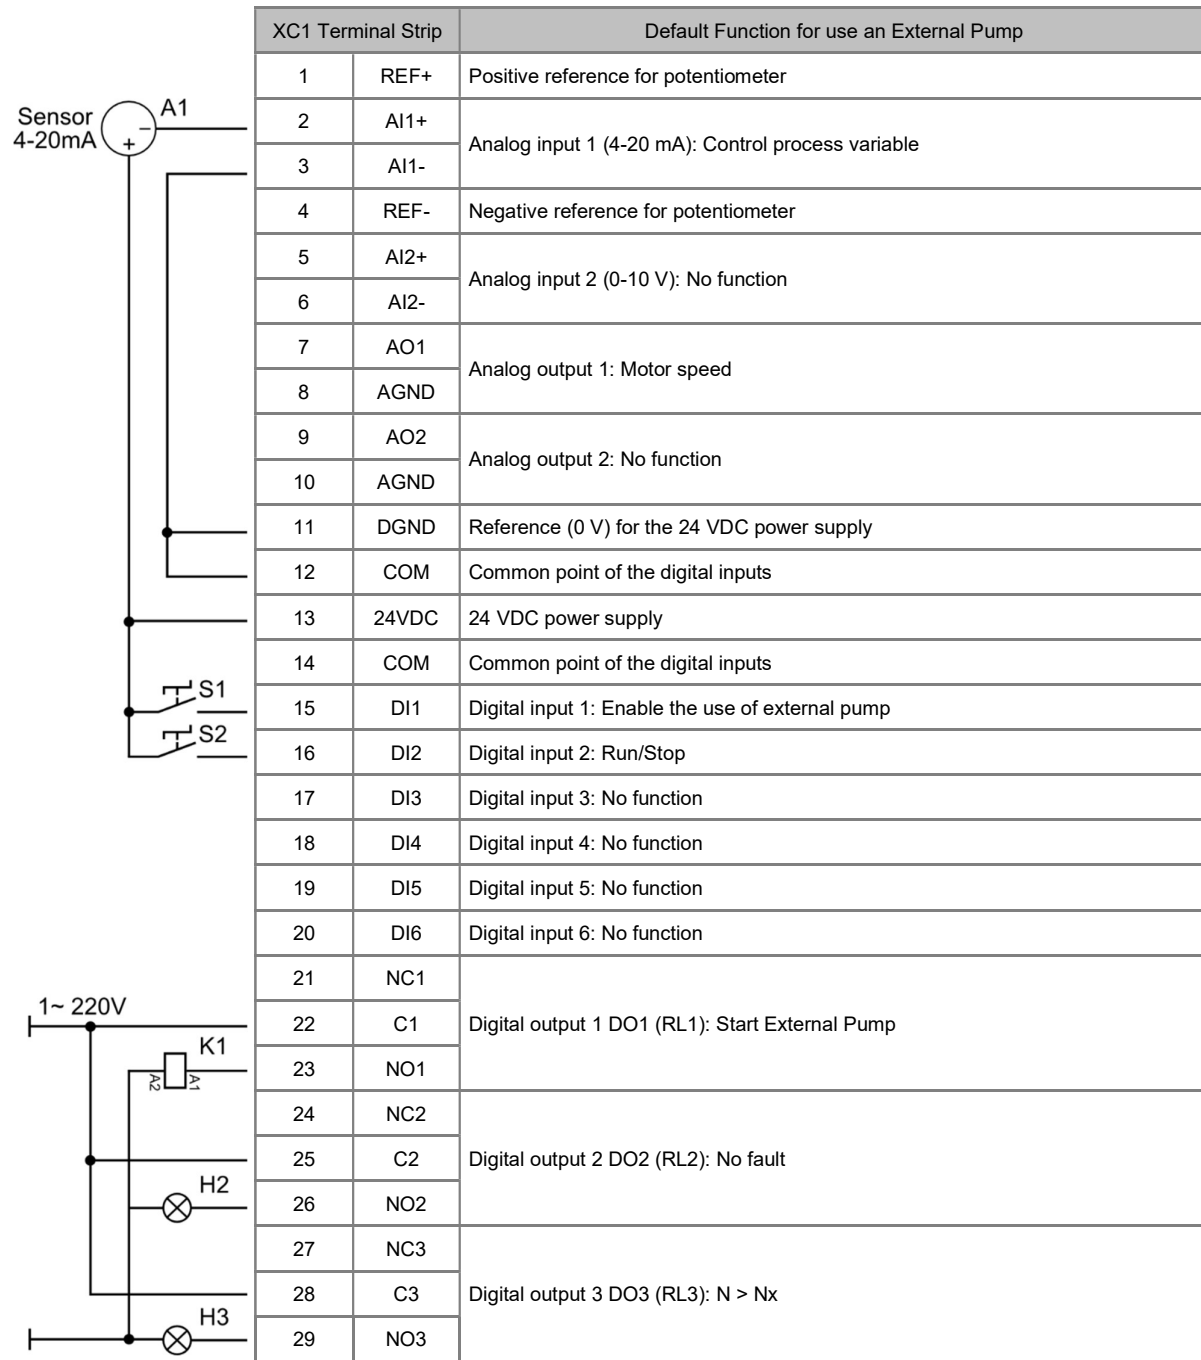 XC1 Terminal Strip Default Function for use an External Pump
1 REF+ Positive reference for potentiometer
Sensor
4-20mA
A1
+
−
2 AI1+
Analog input 1 (4-20 mA): Control process variable
3 AI1-
4 REF- Negative reference for potentiometer
5 AI2+
Analog input 2 (0-10 V): No function
6 AI2-
7 AO1
Analog output 1: Motor speed
8 AGND
9 AO2
Analog output 2: No function
10 AGND
11 DGND Reference (0 V) for the 24 VDC power supply
12 COM Common point of the digital inputs
13 24VDC 24 VDC power supply
14 COM Common point of the digital inputs
S1
15 DI1 Digital input 1: Enable the use of external pump
S2
16 DI2 Digital input 2: Run/Stop
17 DI3 Digital input 3: No function
18 DI4 Digital input 4: No function
19 DI5 Digital input 5: No function
20 DI6 Digital input 6: No function
21 NC1
1~ 220V
22 C1 Digital output 1 DO1 (RL1): Start External Pump
K1
A2
A1
23 NO1
24 NC2
25 C2 Digital output 2 DO2 (RL2): No fault
H2
26 NO2
27 NC3
28 C3 Digital output 3 DO3 (RL3): N > Nx
H3
29 NO3